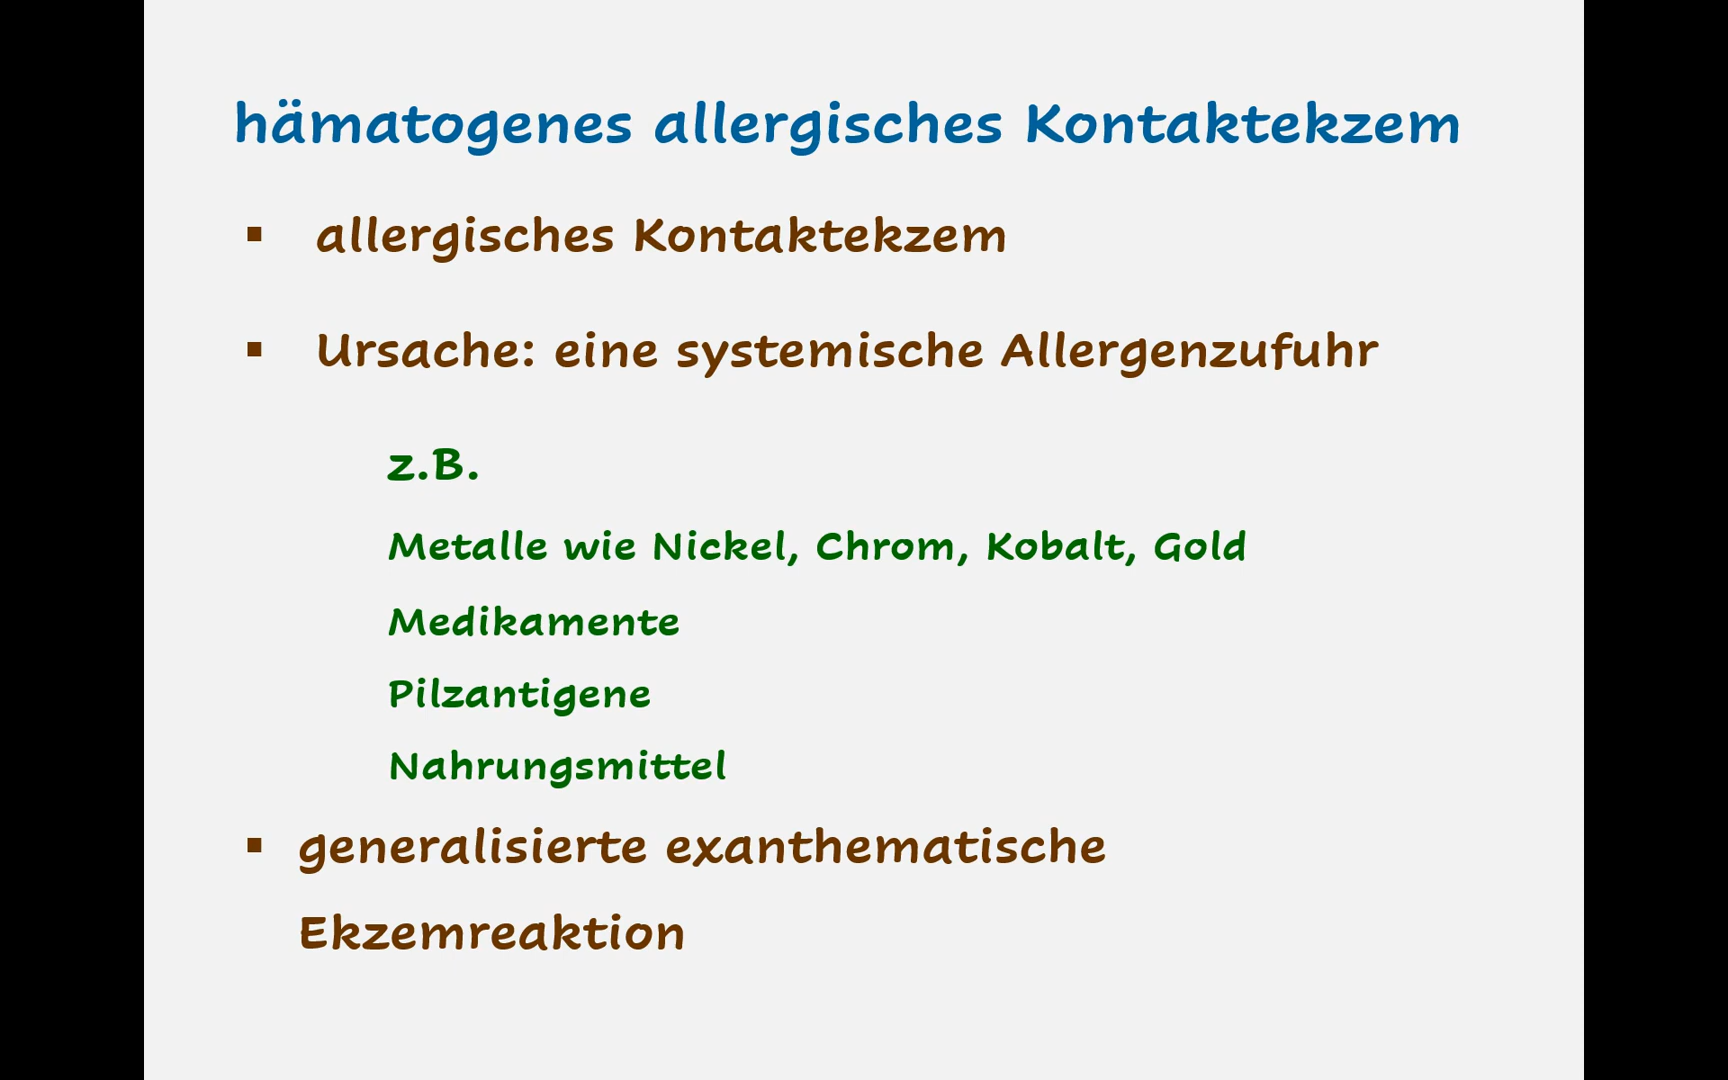 hämatogenes allergisches Kontaktekzem
▪ allergisches Kontaktekzem
▪ Ursache: eine systemische Allergenzufuhr
z.B.
Metalle wie Nickel, Chrom, Kobalt, Gold
Medikamente
Pilzantigene
Nahrungsmittel
▪ generalisierte exanthematische
Ekzemreaktion